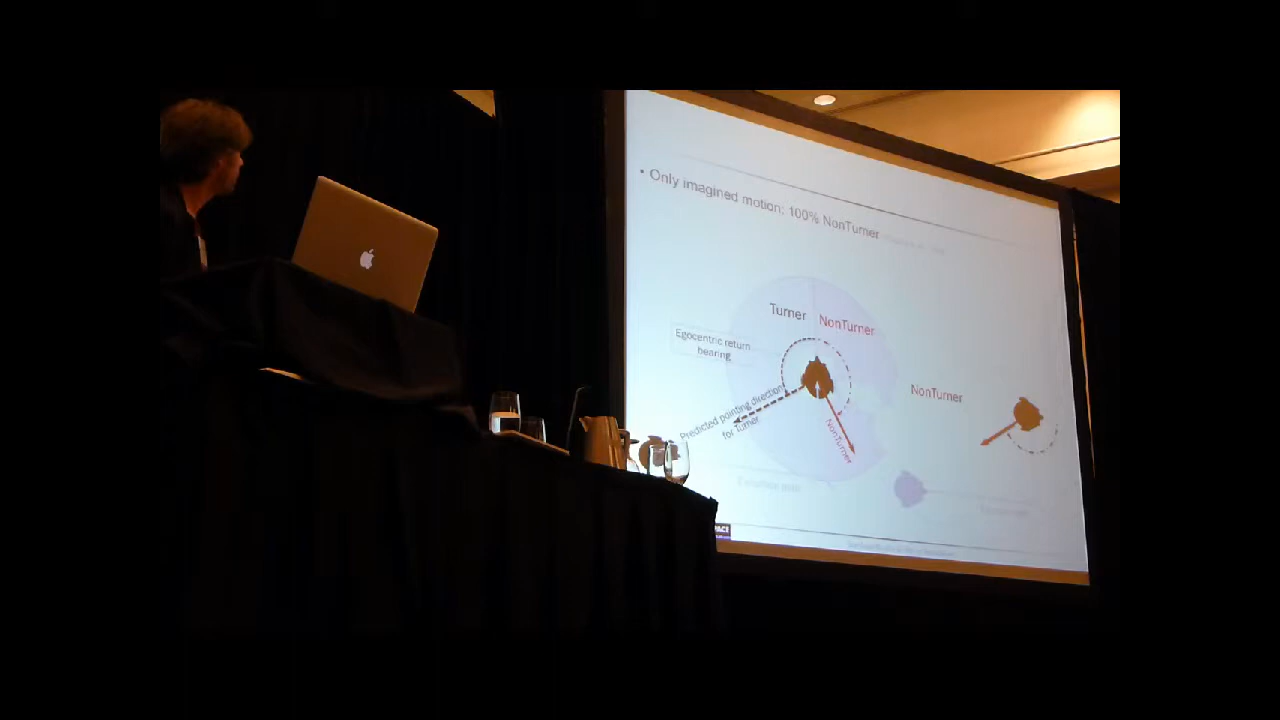 • Only imagined motion: 100% NonTurner
Turner NonTurner
Egocentric return
bearing
NonTurner
Predicted pointing direction
for Turner
NonTurner